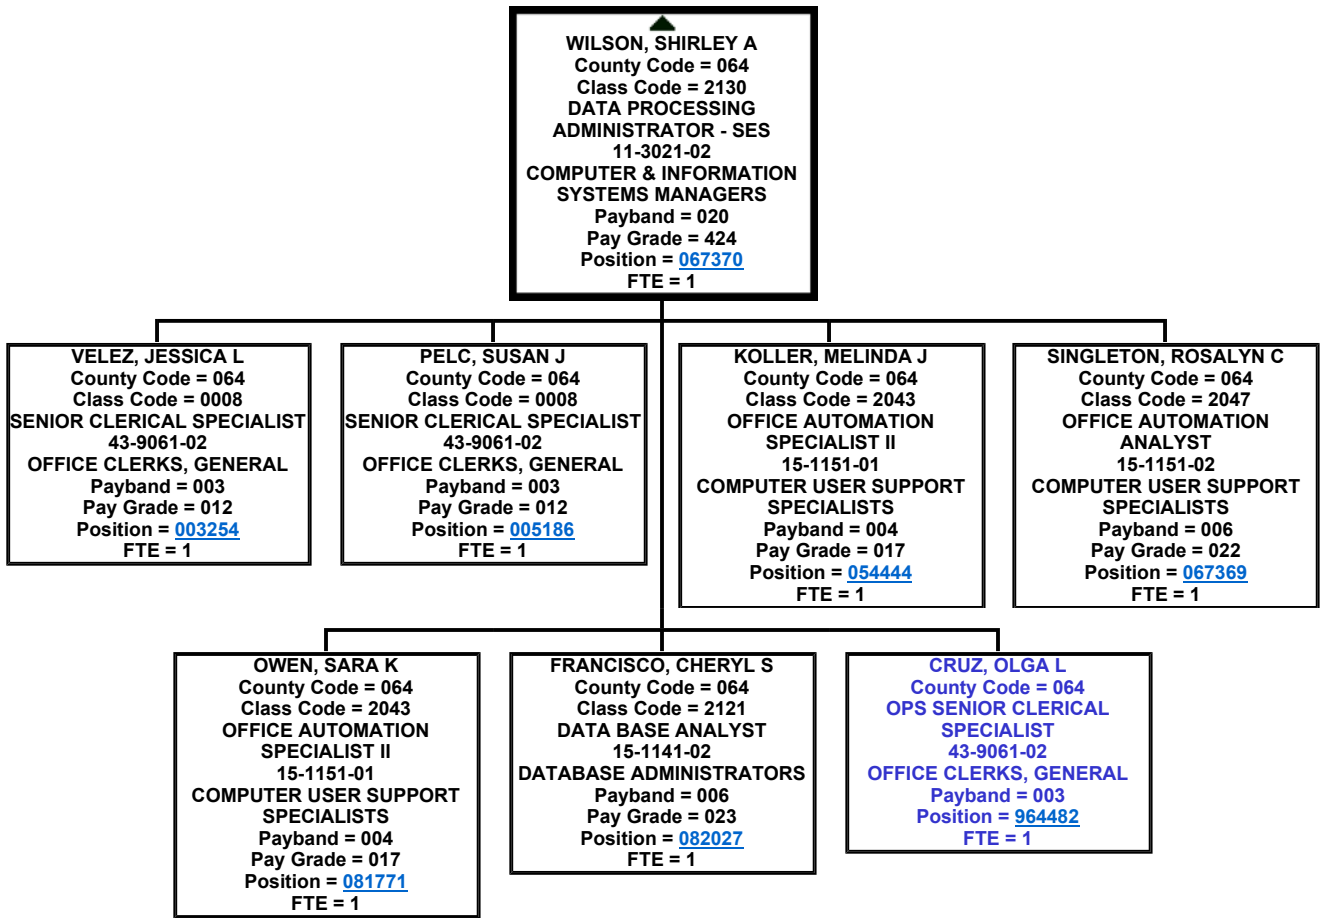 WILSON, SHIRLEY A
County Code = 064
Class Code = 2130
DATA PROCESSING
ADMINISTRATOR - SES
11-3021-02
COMPUTER & INFORMATION
SYSTEMS MANAGERS
Payband = 020
Pay Grade = 424
Position = 067370
FTE = 1
VELEZ, JESSICA L
County Code = 064
Class Code = 0008
SENIOR CLERICAL SPECIALIST
43-9061-02
OFFICE CLERKS, GENERAL
Payband = 003
Pay Grade = 012
Position = 003254
FTE = 1
PELC, SUSAN J
County Code = 064
Class Code = 0008
SENIOR CLERICAL SPECIALIST
43-9061-02
OFFICE CLERKS, GENERAL
Payband = 003
Pay Grade = 012
Position = 005186
FTE = 1
KOLLER, MELINDA J
County Code = 064
Class Code = 2043
OFFICE AUTOMATION
SPECIALIST II
15-1151-01
COMPUTER USER SUPPORT
SPECIALISTS
Payband = 004
Pay Grade = 017
Position = 054444
FTE = 1
SINGLETON, ROSALYN C
County Code = 064
Class Code = 2047
OFFICE AUTOMATION
ANALYST
15-1151-02
COMPUTER USER SUPPORT
SPECIALISTS
Payband = 006
Pay Grade = 022
Position = 067369
FTE = 1
OWEN, SARA K
County Code = 064
Class Code = 2043
OFFICE AUTOMATION
SPECIALIST II
15-1151-01
COMPUTER USER SUPPORT
SPECIALISTS
Payband = 004
Pay Grade = 017
Position = 081771
FTE = 1
FRANCISCO, CHERYL S
County Code = 064
Class Code = 2121
DATA BASE ANALYST
15-1141-02
DATABASE ADMINISTRATORS
Payband = 006
Pay Grade = 023
Position = 082027
FTE = 1
CRUZ, OLGA L
County Code = 064
OPS SENIOR CLERICAL
SPECIALIST
43-9061-02
OFFICE CLERKS, GENERAL
Payband = 003
Position = 964482
FTE = 1